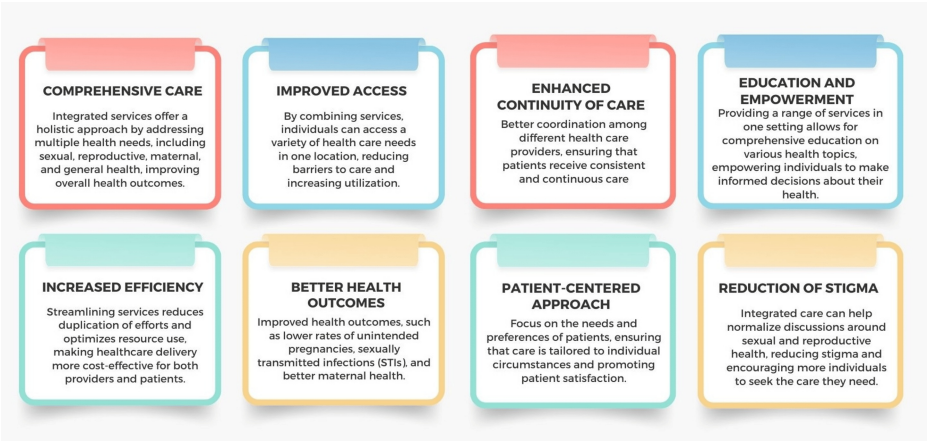 COMPREHENSIVE CARE
Integrated services offer a
holistic approach by addressing
multiple health needs, including
sexual, reproductive, maternal,
and general health, improving
overall health outcomes.
IMPROVED ACCESS
By combining services,
individuals can access a
variety of health care needs
in one location, reducing
barriers to care and
increasing utilization.
ENHANCED
CONTINUITY OF CARE
Better coordination among
different health care
providers, ensuring that
patients receive consistent
and continuous care
EDUCATION AND
EMPOWERMENT
Providing a range of services in
one setting allows for
comprehensive education on
various health topics,
empowering individuals to make
informed decisions about their
health.
INCREASED EFFICIENCY
Streamlining services reduces
duplication of efforts and
optimizes resource use,
making healthcare delivery
more cost-effective for both
providers and patients.
BETTER HEALTH
OUTCOMES
Improved health outcomes, such
as lower rates of unintended
pregnancies, sexually
transmitted infections (STIs), and
better maternal health.
PATIENT-CENTERED
APPROACH
Focus on the needs and
preferences of patients, ensuring
that care is tailored to individual
circumstances and promoting
patient satisfaction.
REDUCTION OF STIGMA
Integrated care can help
normalize discussions around
sexual and reproductive
health, reducing stigma and
encouraging more individuals
to seek the care they need.